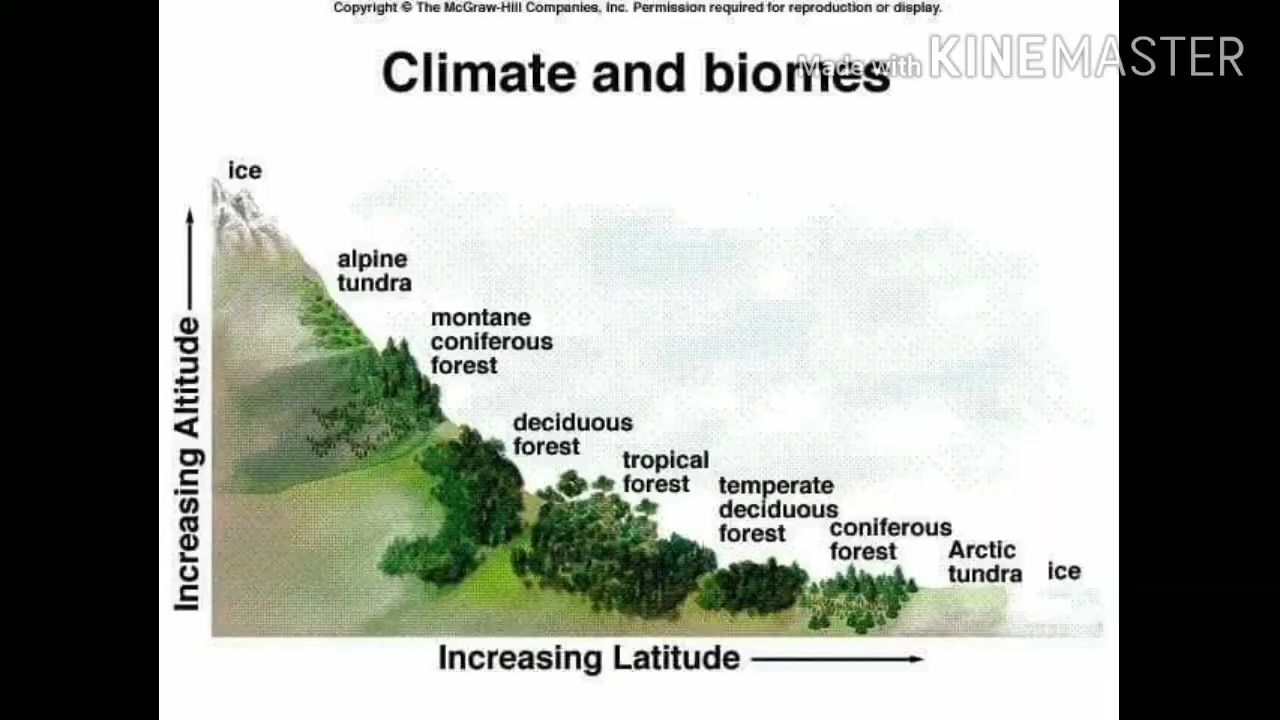 Copyright © The McGraw-Hill Companies, Inc. Permission required for reproduction or display.
Made with KINEMASTER
Climate and biomes
ice
alpine
tundra
montane
coniferous
forest
deciduous
forest
tropical
forest
temperate
deciduous
forest
coniferous
forest
Arctic
tundra
ice
Increasing Altitude
Increasing Latitude